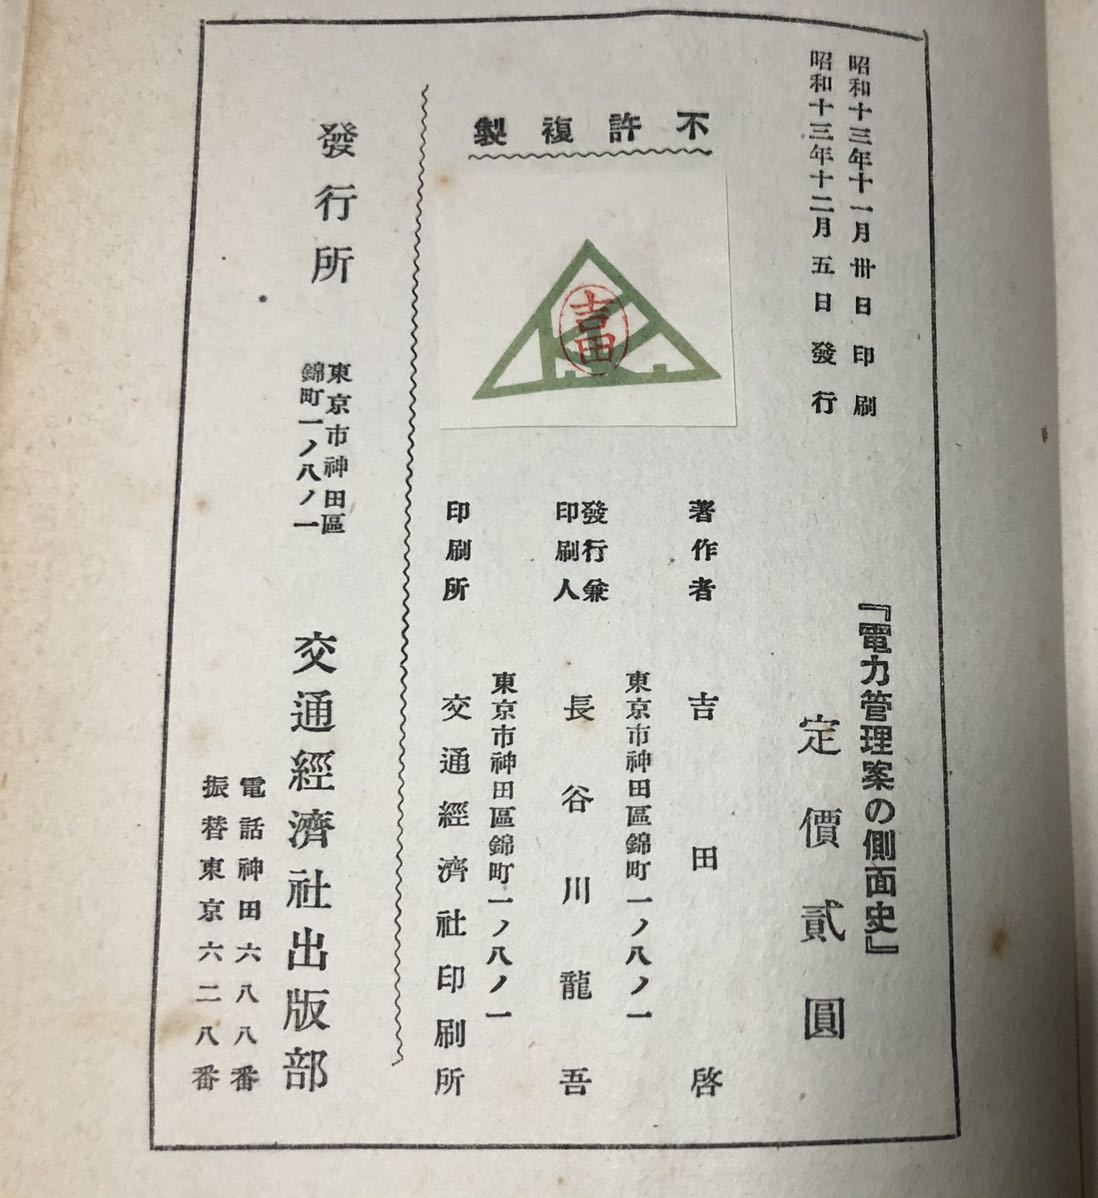 昭和十三年十一月卅日印刷
昭和十三年十二月五日發行
『電力管理案の側面史』
定價貳圓
不許複製
吉田
著作者 吉田啓
東京市神田區錦町一ノ八ノ一
發行兼
印刷人 長谷川龍吾
東京市神田區錦町一ノ八ノ一
印刷所 交通經濟社印刷所
發行所
東京市神田區
錦町一ノ八ノ一
交通經濟社出版部
電話神田六八八番
振替東京六二八番